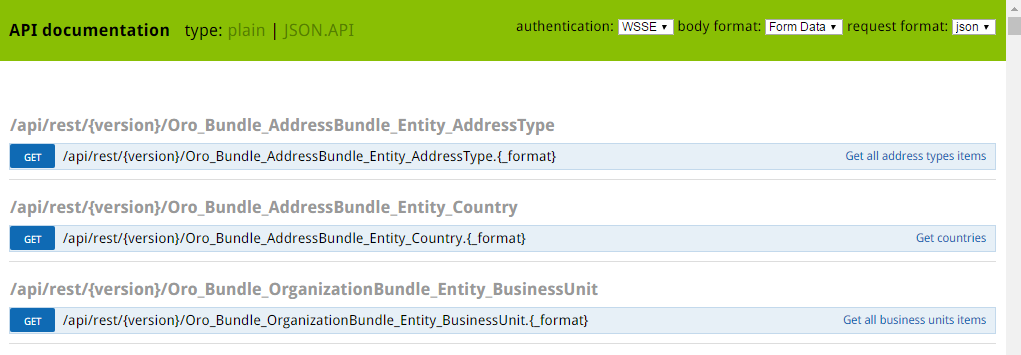 API documentation type: plain | JSON.API authentication: WSSE body format: Form Data request format: json
/api/rest/{version}/Oro_Bundle_AddressBundle_Entity_AddressType
GET /api/rest/{version}/Oro_Bundle_AddressBundle_Entity_AddressType.{_format} Get all address types items
/api/rest/{version}/Oro_Bundle_AddressBundle_Entity_Country
GET /api/rest/{version}/Oro_Bundle_AddressBundle_Entity_Country.{_format} Get countries
/api/rest/{version}/Oro_Bundle_OrganizationBundle_Entity_BusinessUnit
GET /api/rest/{version}/Oro_Bundle_OrganizationBundle_Entity_BusinessUnit.{_format} Get all business units items